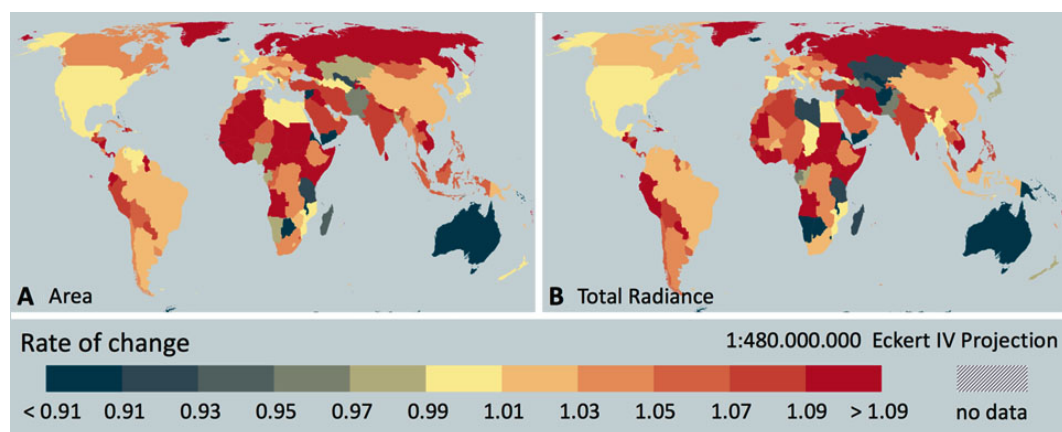 A Area
B Total Radiance
Rate of change
1:480.000.000 Eckert IV Projection
< 0.91 0.91 0.93 0.95 0.97 0.99 1.01 1.03 1.05 1.07 1.09 > 1.09
no data